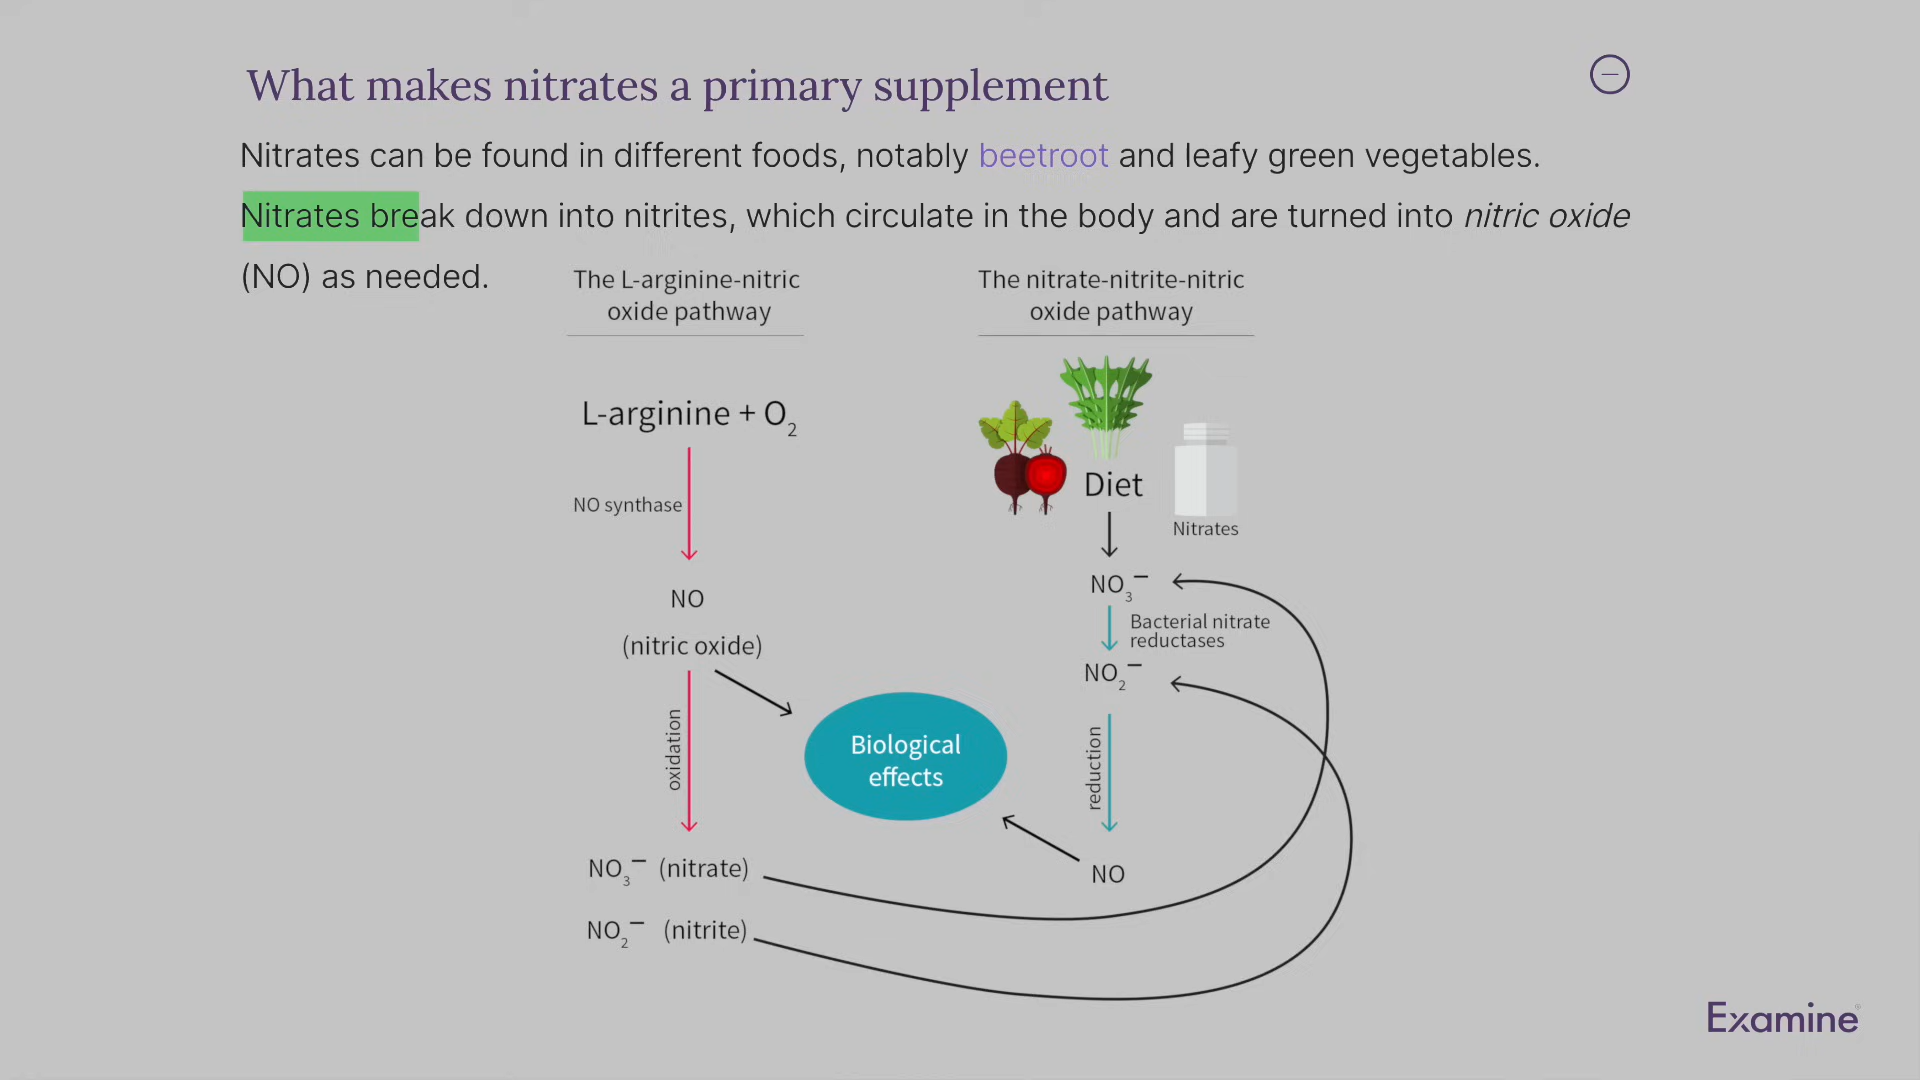 What makes nitrates a primary supplement
Nitrates can be found in different foods, notably beetroot and leafy green vegetables.
Nitrates break down into nitrites, which circulate in the body and are turned into nitric oxide
(NO) as needed.
The L-arginine-nitric
oxide pathway
L-arginine + O₂
NO synthase
NO
(nitric oxide)
oxidation
NO₃⁻ (nitrate)
NO₂⁻ (nitrite)
Biological
effects
The nitrate-nitrite-nitric
oxide pathway
Diet
Nitrates
NO₃⁻
Bacterial nitrate
reductases
NO₂⁻
reduction
NO
Examine